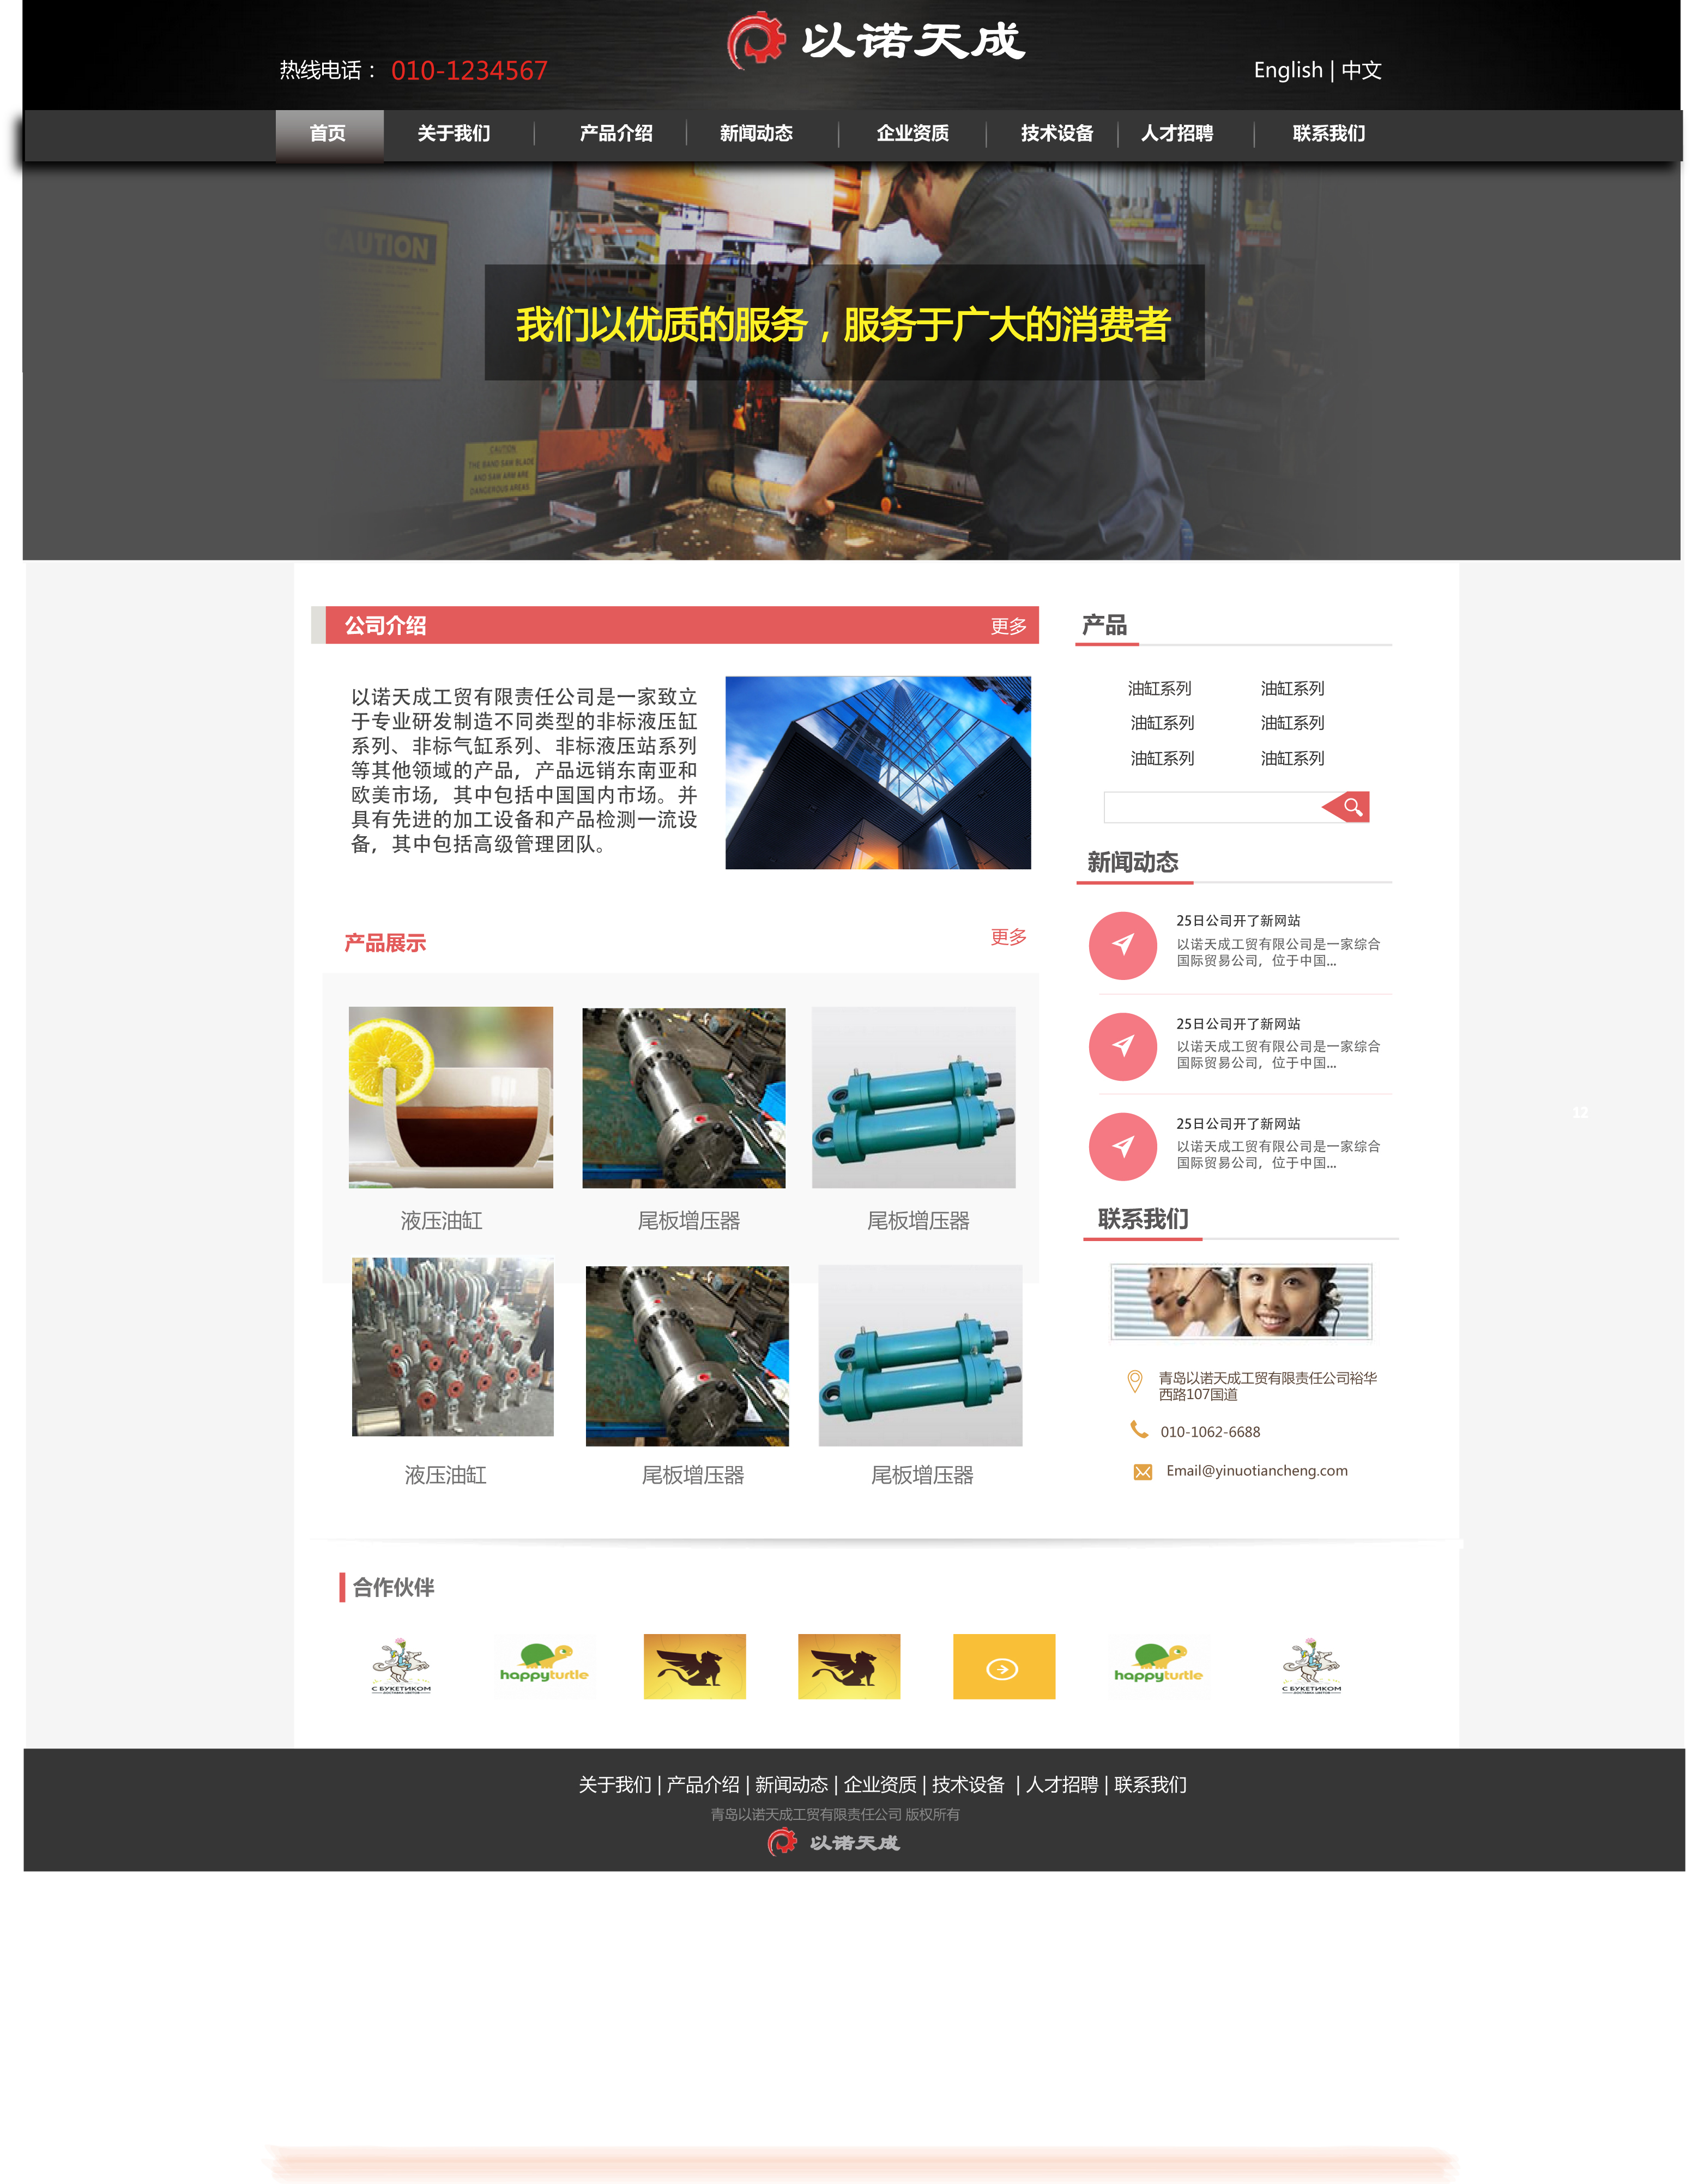 以诺天成
热线电话： 010-1234567
English | 中文
首页 关于我们 产品介绍 新闻动态 企业资质 技术设备 人才招聘 联系我们
CAUTION
我们以优质的服务，服务于广大的消费者
CAUTION
THE BAND SAW BLADE
AND SAW ARM ARE
DANGEROUS AREAS
公司介绍 更多
以诺天成工贸有限责任公司是一家致立
于专业研发制造不同类型的非标液压缸
系列、非标气缸系列、非标液压站系列
等其他领域的产品，产品远销东南亚和
欧美市场，其中包括中国国内市场。并
具有先进的加工设备和产品检测一流设
备，其中包括高级管理团队。
产品展示 更多
液压油缸 尾板增压器 尾板增压器
液压油缸 尾板增压器 尾板增压器
产品
油缸系列 油缸系列
油缸系列 油缸系列
油缸系列 油缸系列
新闻动态
25日公司开了新网站
以诺天成工贸有限公司是一家综合
国际贸易公司，位于中国...
25日公司开了新网站
以诺天成工贸有限公司是一家综合
国际贸易公司，位于中国...
12
25日公司开了新网站
以诺天成工贸有限公司是一家综合
国际贸易公司，位于中国...
联系我们
青岛以诺天成工贸有限责任公司裕华
西路107国道
010-1062-6688
Email@yinuotiancheng.com
合作伙伴
С БУКЕТИКОМ
ДОСТАВКА ЦВЕТОВ
happyturtle
happyturtle
С БУКЕТИКОМ
ДОСТАВКА ЦВЕТОВ
关于我们 | 产品介绍 | 新闻动态 | 企业资质 | 技术设备 | 人才招聘 | 联系我们
青岛以诺天成工贸有限责任公司 版权所有
以诺天成